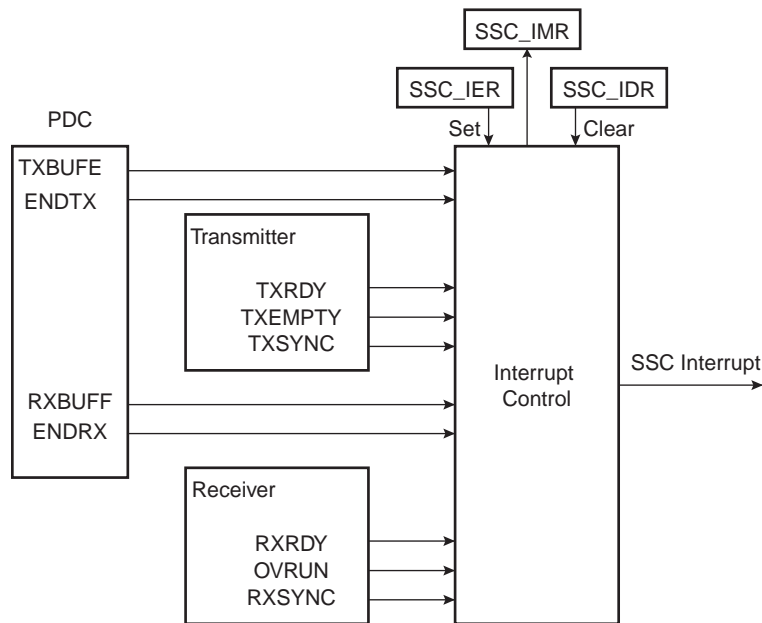 SSC_IMR
SSC_IER
SSC_IDR
PDC
Set
Clear
TXBUFE
ENDTX
Transmitter
TXRDY
TXEMPTY
TXSYNC
SSC Interrupt
Interrupt
Control
RXBUFF
ENDRX
Receiver
RXRDY
OVRUN
RXSYNC